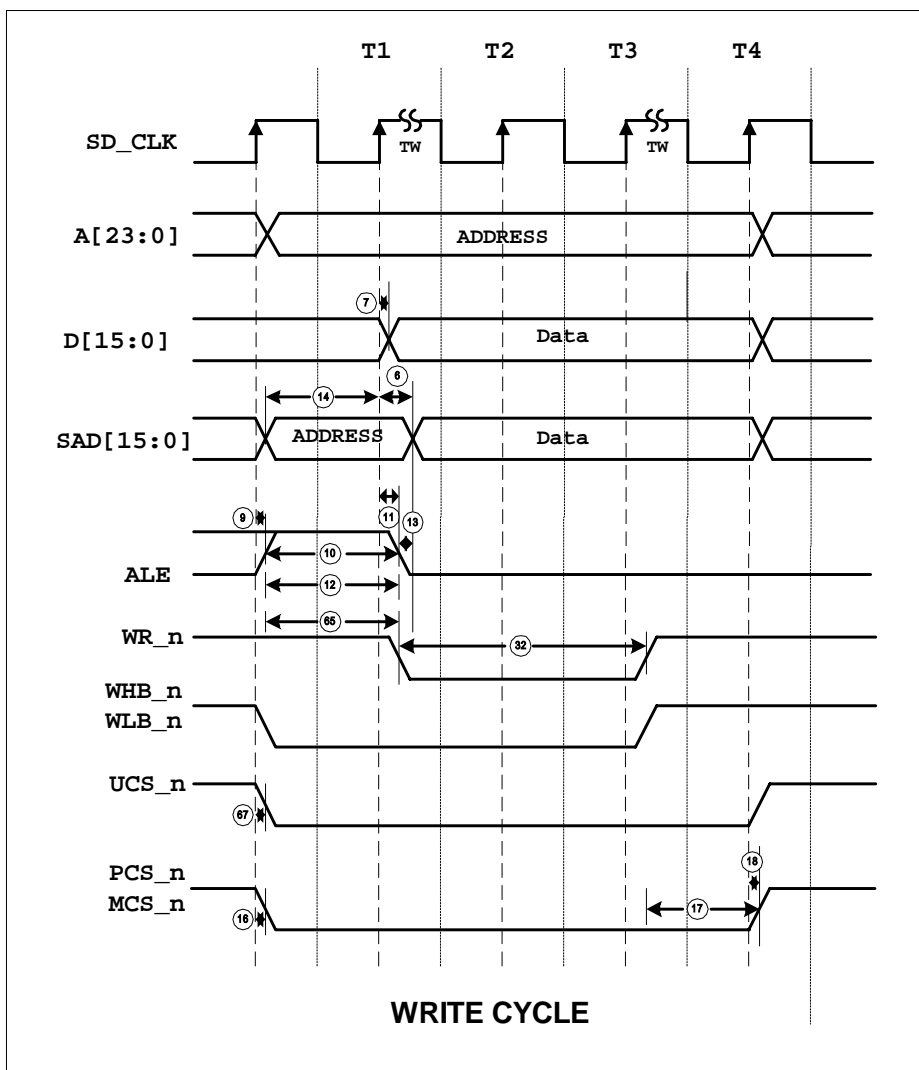 T1 T2 T3 T4
SD_CLK
TW TW
A[23:0] ADDRESS
7
D[15:0] Data
6
14
SAD[15:0] ADDRESS Data
9 11 13
10
ALE
12
65
WR_n 32
WHB_n
WLB_n
UCS_n
67
18
PCS_n
MCS_n 17
16
WRITE CYCLE